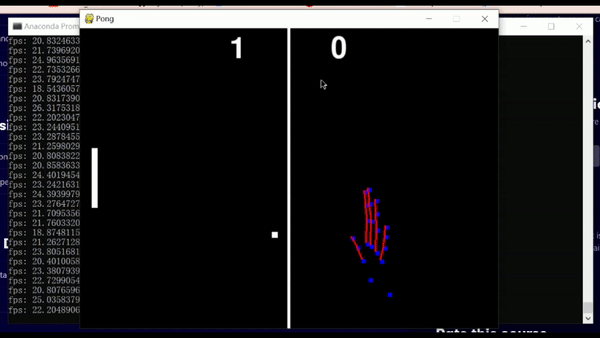 Pong
Anaconda Prom
1 0
fps: 20.8324633
fps: 21.7396920
fps: 24.9635691
fps: 22.7353266
fps: 23.7924747
fps: 18.5436057
fps: 20.8317390
fps: 26.3175318
fps: 22.2023047
fps: 23.2440951
fps: 23.2878455
fps: 21.2598029
fps: 20.8083822
fps: 20.8583633
fps: 24.4019454
fps: 23.2421631
fps: 24.3939979
fps: 23.2764727
fps: 21.7095356
fps: 21.7603320
fps: 18.8748115
fps: 21.2627128
fps: 23.8051681
fps: 20.4010058
fps: 23.3807939
fps: 22.7299054
fps: 20.8076596
fps: 25.0358379
fps: 22.2048906